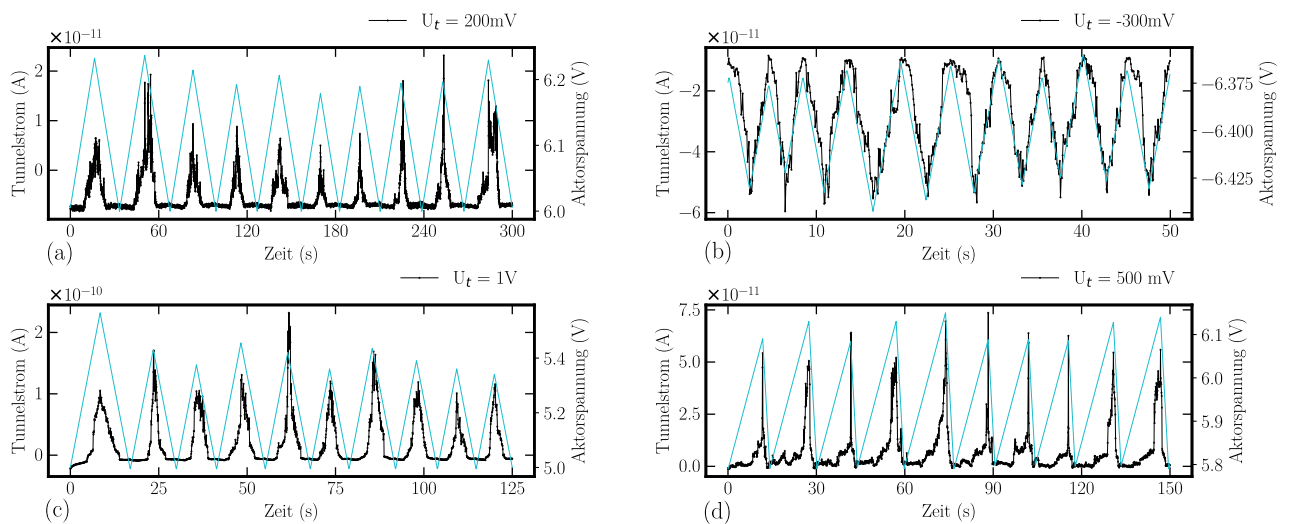 U_t = 200mV
×10⁻¹¹
Tunnelstrom (A)
2
1
0
6.2
6.1
6.0
Aktorspannung (V)
0 60 120 180 240 300
Zeit (s)
(a)
U_t = -300mV
×10⁻¹¹
Tunnelstrom (A)
−2
−4
−6
−6.375
−6.400
−6.425
Aktorspannung (V)
0 10 20 30 40 50
Zeit (s)
(b)
U_t = 1V
×10⁻¹⁰
Tunnelstrom (A)
2
1
0
5.4
5.2
5.0
Aktorspannung (V)
0 25 50 75 100 125
Zeit (s)
(c)
U_t = 500 mV
×10⁻¹¹
Tunnelstrom (A)
7.5
5.0
2.5
0.0
6.1
6.0
5.9
5.8
Aktorspannung (V)
0 30 60 90 120 150
Zeit (s)
(d)